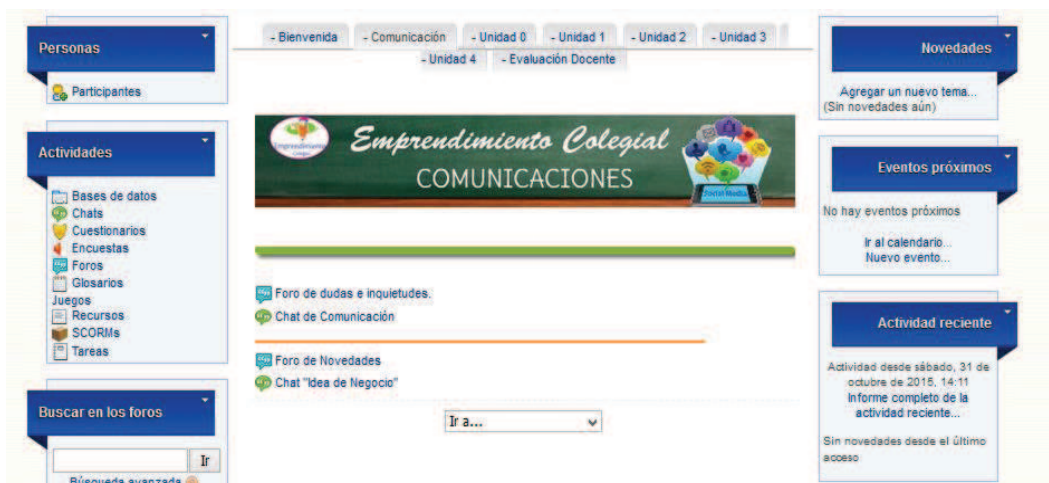 Personas
Participantes
Actividades
Bases de datos
Chats
Cuestionarios
Encuestas
Foros
Glosarios
Juegos
Recursos
SCORMs
Tareas
Buscar en los foros
Ir
Búsqueda avanzada
- Bienvenida - Comunicación - Unidad 0 - Unidad 1 - Unidad 2 - Unidad 3
- Unidad 4 - Evaluación Docente
Emprendimiento Colegial
COMUNICACIONES
Social Media
Foro de dudas e inquietudes.
Chat de Comunicación
Foro de Novedades
Chat "Idea de Negocio"
Ir a...
Novedades
Agregar un nuevo tema...
(Sin novedades aún)
Eventos próximos
No hay eventos próximos
Ir al calendario...
Nuevo evento...
Actividad reciente
Actividad desde sábado, 31 de
octubre de 2015, 14:11
Informe completo de la
actividad reciente...
Sin novedades desde el último
acceso